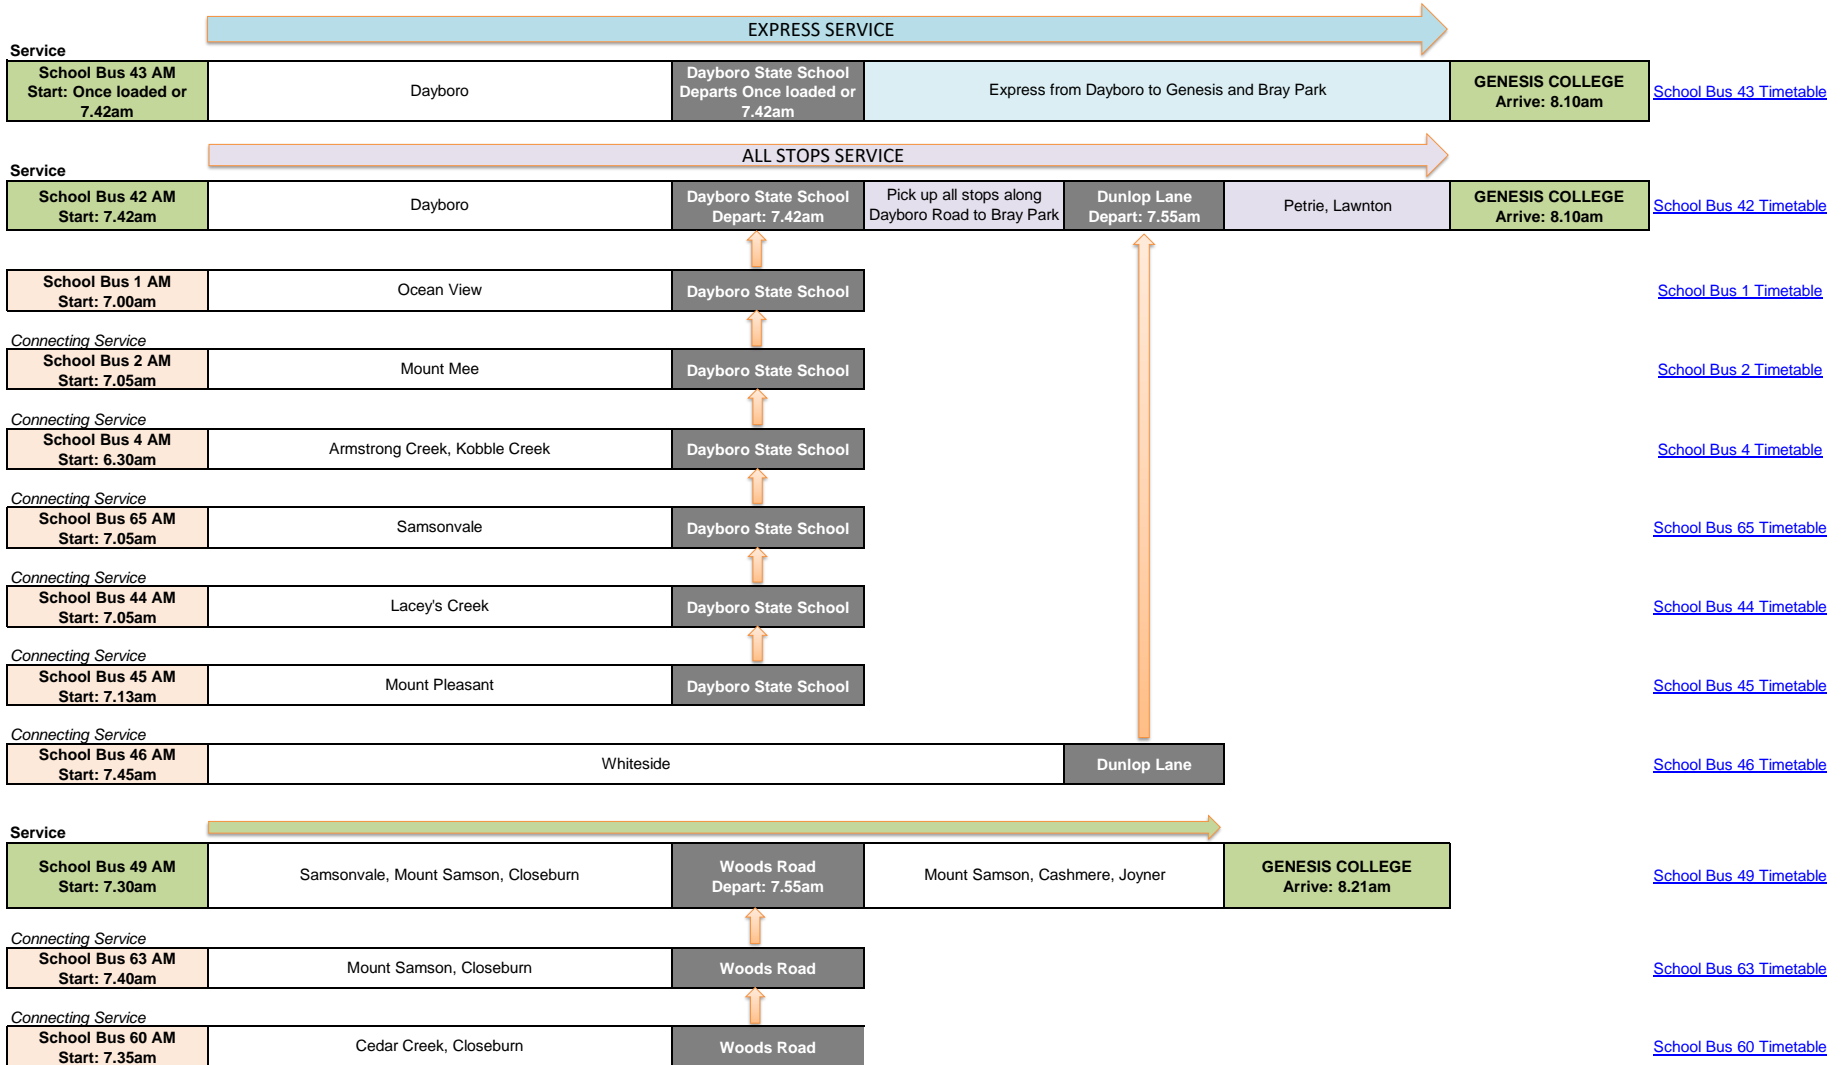 EXPRESS SERVICE
Service
School Bus 43 AM
Start: Once loaded or
7.42am
Dayboro
Dayboro State School
Departs Once loaded or
7.42am
Express from Dayboro to Genesis and Bray Park
GENESIS COLLEGE
Arrive: 8.10am
School Bus 43 Timetable
ALL STOPS SERVICE
Service
School Bus 42 AM
Start: 7.42am
Dayboro
Dayboro State School
Depart: 7.42am
Pick up all stops along
Dayboro Road to Bray Park
Dunlop Lane
Depart: 7.55am
Petrie, Lawnton
GENESIS COLLEGE
Arrive: 8.10am
School Bus 42 Timetable
School Bus 1 AM
Start: 7.00am
Ocean View
Dayboro State School
School Bus 1 Timetable
Connecting Service
School Bus 2 AM
Start: 7.05am
Mount Mee
Dayboro State School
School Bus 2 Timetable
Connecting Service
School Bus 4 AM
Start: 6.30am
Armstrong Creek, Kobble Creek
Dayboro State School
School Bus 4 Timetable
Connecting Service
School Bus 65 AM
Start: 7.05am
Samsonvale
Dayboro State School
School Bus 65 Timetable
Connecting Service
School Bus 44 AM
Start: 7.05am
Lacey's Creek
Dayboro State School
School Bus 44 Timetable
Connecting Service
School Bus 45 AM
Start: 7.13am
Mount Pleasant
Dayboro State School
School Bus 45 Timetable
Connecting Service
School Bus 46 AM
Start: 7.45am
Whiteside
Dunlop Lane
School Bus 46 Timetable
Service
School Bus 49 AM
Start: 7.30am
Samsonvale, Mount Samson, Closeburn
Woods Road
Depart: 7.55am
Mount Samson, Cashmere, Joyner
GENESIS COLLEGE
Arrive: 8.21am
School Bus 49 Timetable
Connecting Service
School Bus 63 AM
Start: 7.40am
Mount Samson, Closeburn
Woods Road
School Bus 63 Timetable
Connecting Service
School Bus 60 AM
Start: 7.35am
Cedar Creek, Closeburn
Woods Road
School Bus 60 Timetable